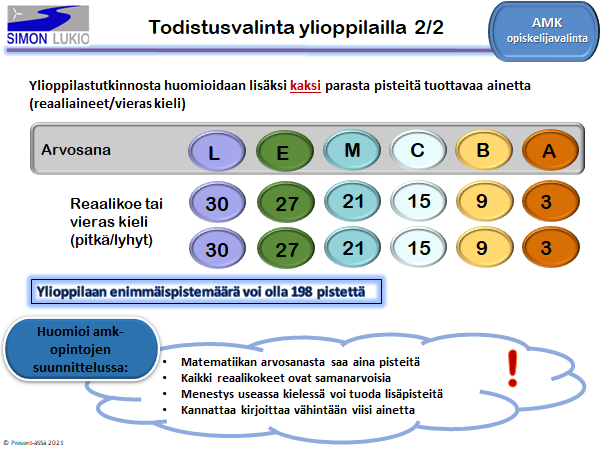 SIMON LUKIO
Todistusvalinta ylioppilailla 2/2
AMK
opiskelijavalinta
Ylioppilastutkinnosta huomioidaan lisäksi kaksi parasta pisteitä tuottavaa ainetta
(reaaliaineet/vieras kieli)
Arvosana L E M C B A
Reaalikoe tai
vieras kieli
(pitkä/lyhyt)
30 27 21 15 9 3
30 27 21 15 9 3
Ylioppilaan enimmäispistemäärä voi olla 198 pistettä
Huomioi amk-
opintojen
suunnittelussa:
• Matematiikan arvosanasta saa aina pisteitä
• Kaikki reaalikokeet ovat samanarvoisia
• Menestys useassa kielessä voi tuoda lisäpisteitä
• Kannattaa kirjoittaa vähintään viisi ainetta
!
© Present-ässä 2021